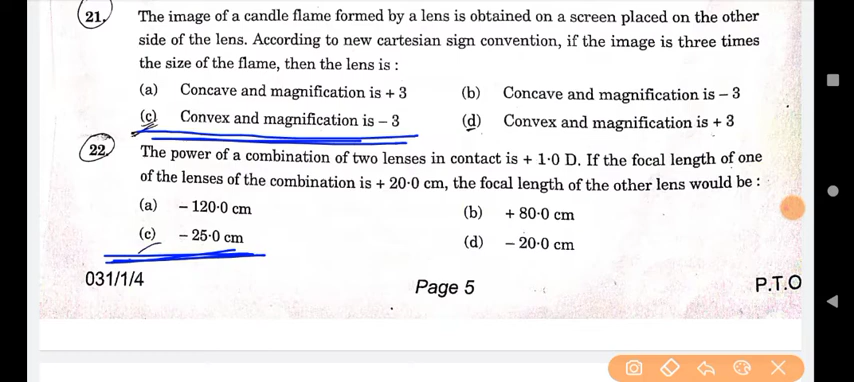 21. The image of a candle flame formed by a lens is obtained on a screen placed on the other
side of the lens. According to new cartesian sign convention, if the image is three times
the size of the flame, then the lens is :
(a) Concave and magnification is + 3 (b) Concave and magnification is – 3
(c) Convex and magnification is – 3 (d) Convex and magnification is + 3
22. The power of a combination of two lenses in contact is + 1·0 D. If the focal length of one
of the lenses of the combination is + 20·0 cm, the focal length of the other lens would be :
(a) – 120·0 cm (b) + 80·0 cm
(c) – 25·0 cm (d) – 20·0 cm
031/1/4 Page 5 P.T.O